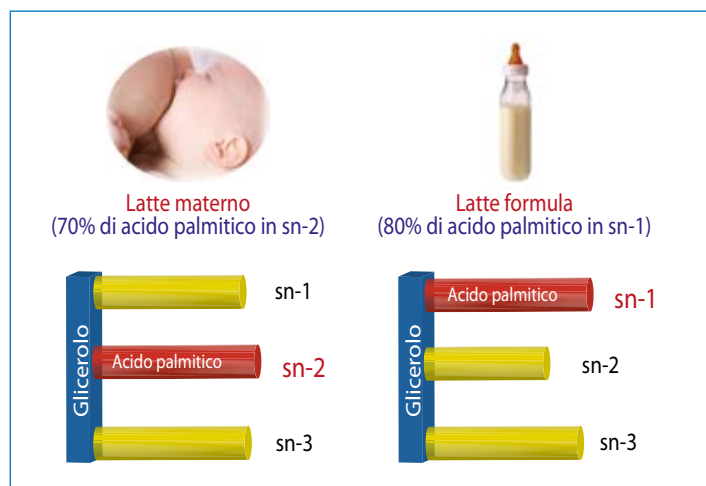 Latte materno
(70% di acido palmitico in sn-2)
Glicerolo
sn-1
Acido palmitico
sn-2
sn-3
Latte formula
(80% di acido palmitico in sn-1)
Glicerolo
Acido palmitico
sn-1
sn-2
sn-3